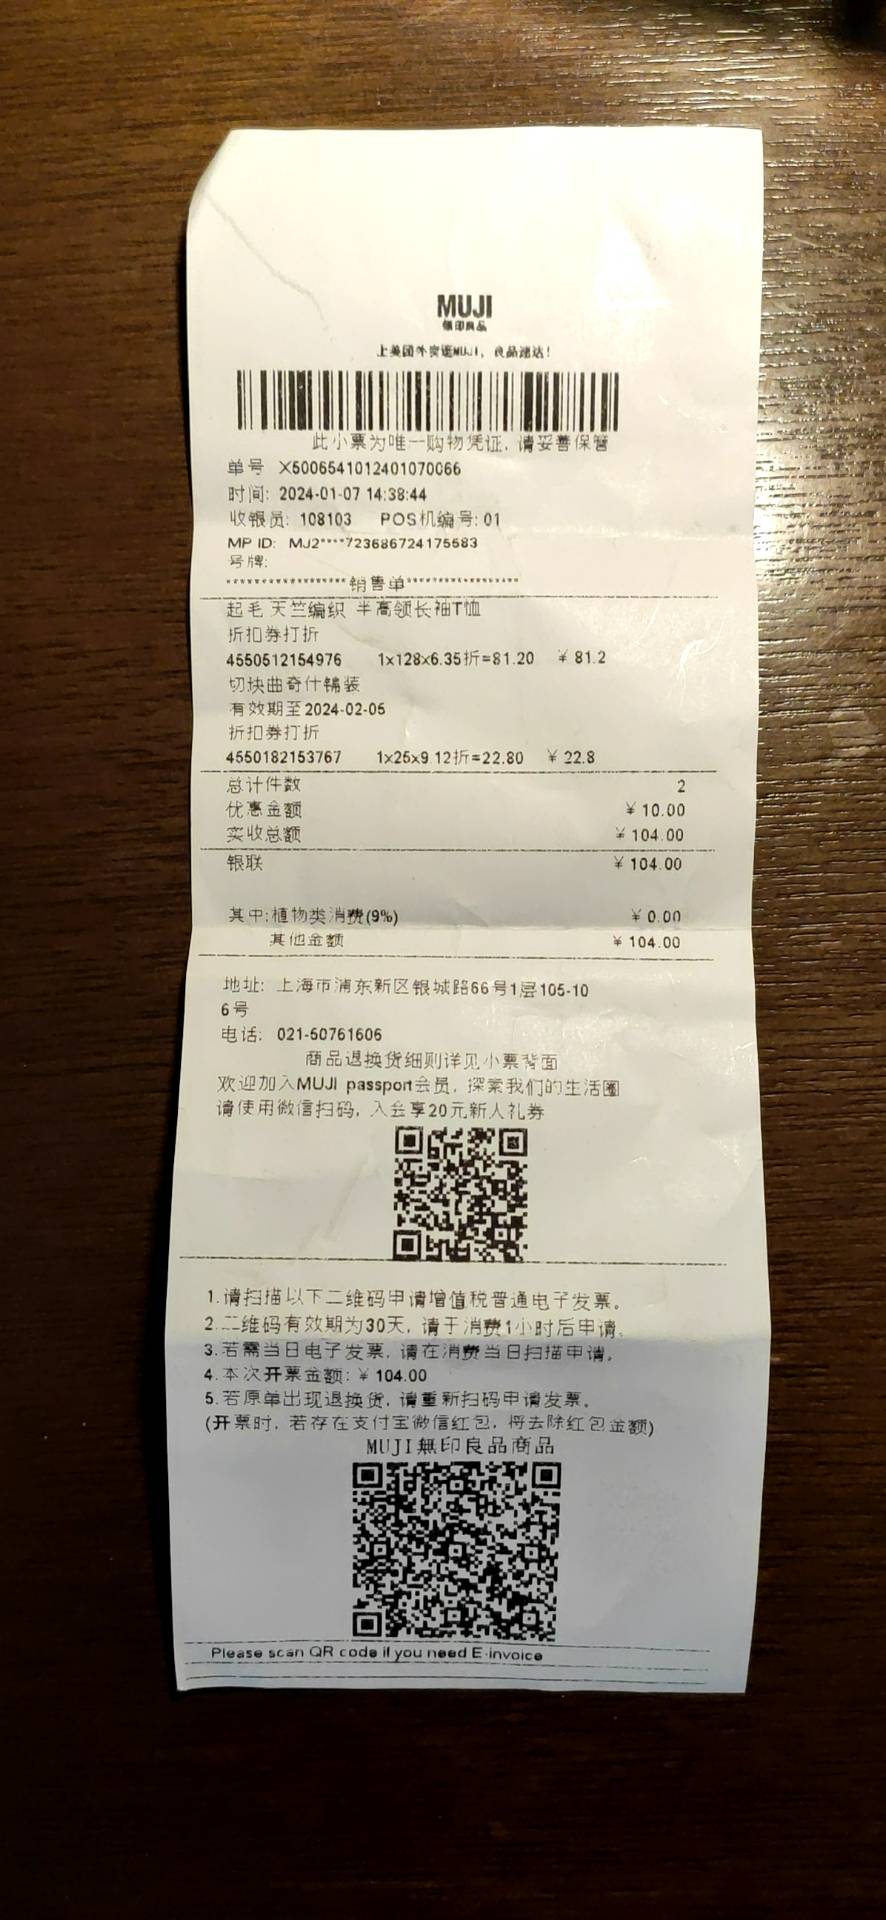 MUJI
無印良品
上美团外卖逛MUJI，良品速达！
此小票为唯一购物凭证，请妥善保管
单号 X5006541012401070066
时间: 2024-01-07 14:38:44
收银员: 108103 POS机编号: 01
MP ID: MJ2****723686724175583
号牌:
********************销售单*******************
起毛 天竺编织 半高领长袖T恤
折扣券打折
4550512154976 1x128x6.35折=81.20 ¥ 81.2
切块曲奇什锦装
有效期至2024-02-05
折扣券打折
4550182153767 1x25x9.12折=22.80 ¥ 22.8
总计件数 2
优惠金额 ¥ 10.00
实收总额 ¥ 104.00
银联 ¥ 104.00
其中:植物类消费(9%) ¥ 0.00
其他金额 ¥ 104.00
地址: 上海市浦东新区银城路66号1层105-10
6号
电话: 021-50761606
商品退换货细则详见小票背面
欢迎加入MUJI passport会员，探索我们的生活圈
请使用微信扫码，入会享20元新人礼券
1.请扫描以下二维码申请增值税普通电子发票。
2.二维码有效期为30天，请于消费1小时后申请。
3.若需当日电子发票，请在消费当日扫描申请，
4.本次开票金额: ¥ 104.00
5.若原单出现退换货，请重新扫码申请发票。
(开票时，若存在支付宝微信红包，将去除红包金额)
MUJI無印良品商品
Please scan QR code if you need E-invoice